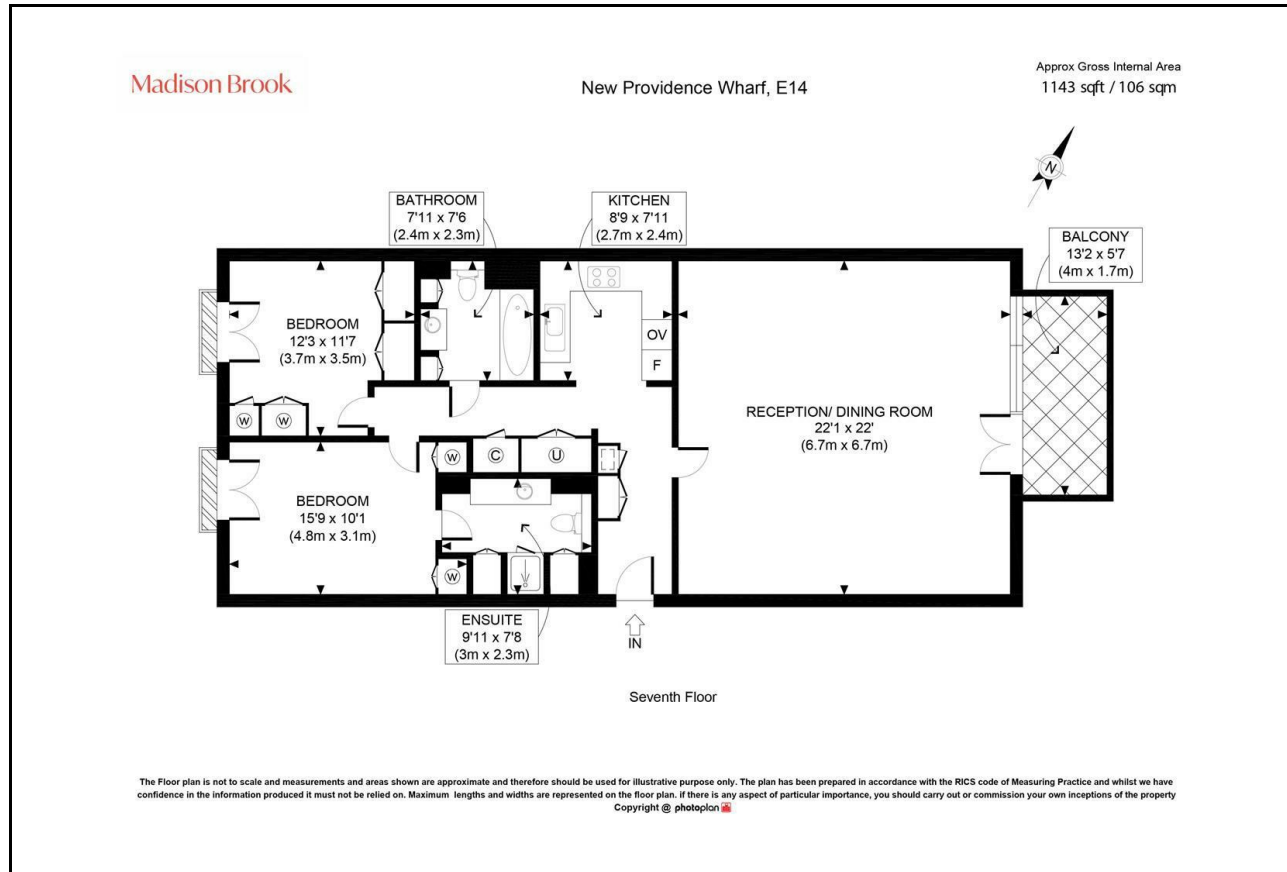 Madison Brook
New Providence Wharf, E14
Approx Gross Internal Area
1143 sqft / 106 sqm
N
BATHROOM
7'11 x 7'6
(2.4m x 2.3m)
KITCHEN
8'9 x 7'11
(2.7m x 2.4m)
BALCONY
13'2 x 5'7
(4m x 1.7m)
BEDROOM
12'3 x 11'7
(3.7m x 3.5m)
OV
F
W
W
RECEPTION/ DINING ROOM
22'1 x 22'
(6.7m x 6.7m)
W
C
U
BEDROOM
15'9 x 10'1
(4.8m x 3.1m)
W
ENSUITE
9'11 x 7'8
(3m x 2.3m)
IN
Seventh Floor
The Floor plan is not to scale and measurements and areas shown are approximate and therefore should be used for illustrative purpose only. The plan has been prepared in accordance with the RICS code of Measuring Practice and whilst we have
confidence in the information produced it must not be relied on. Maximum lengths and widths are represented on the floor plan. if there is any aspect of particular importance, you should carry out or commission your own inceptions of the property
Copyright @ photoplan